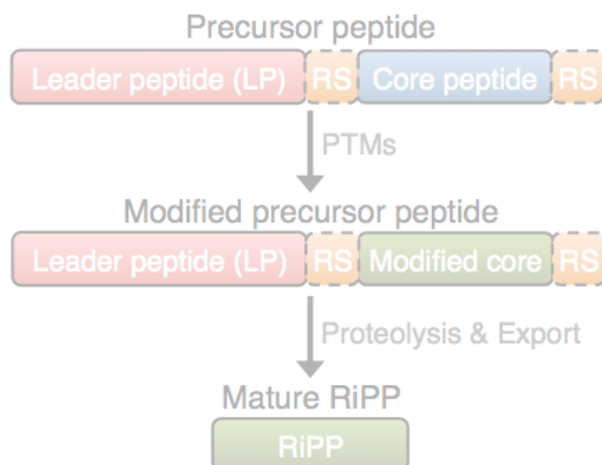 Precursor peptide
Leader peptide (LP) RS Core peptide RS
PTMs
Modified precursor peptide
Leader peptide (LP) RS Modified core RS
Proteolysis & Export
Mature RiPP
RiPP